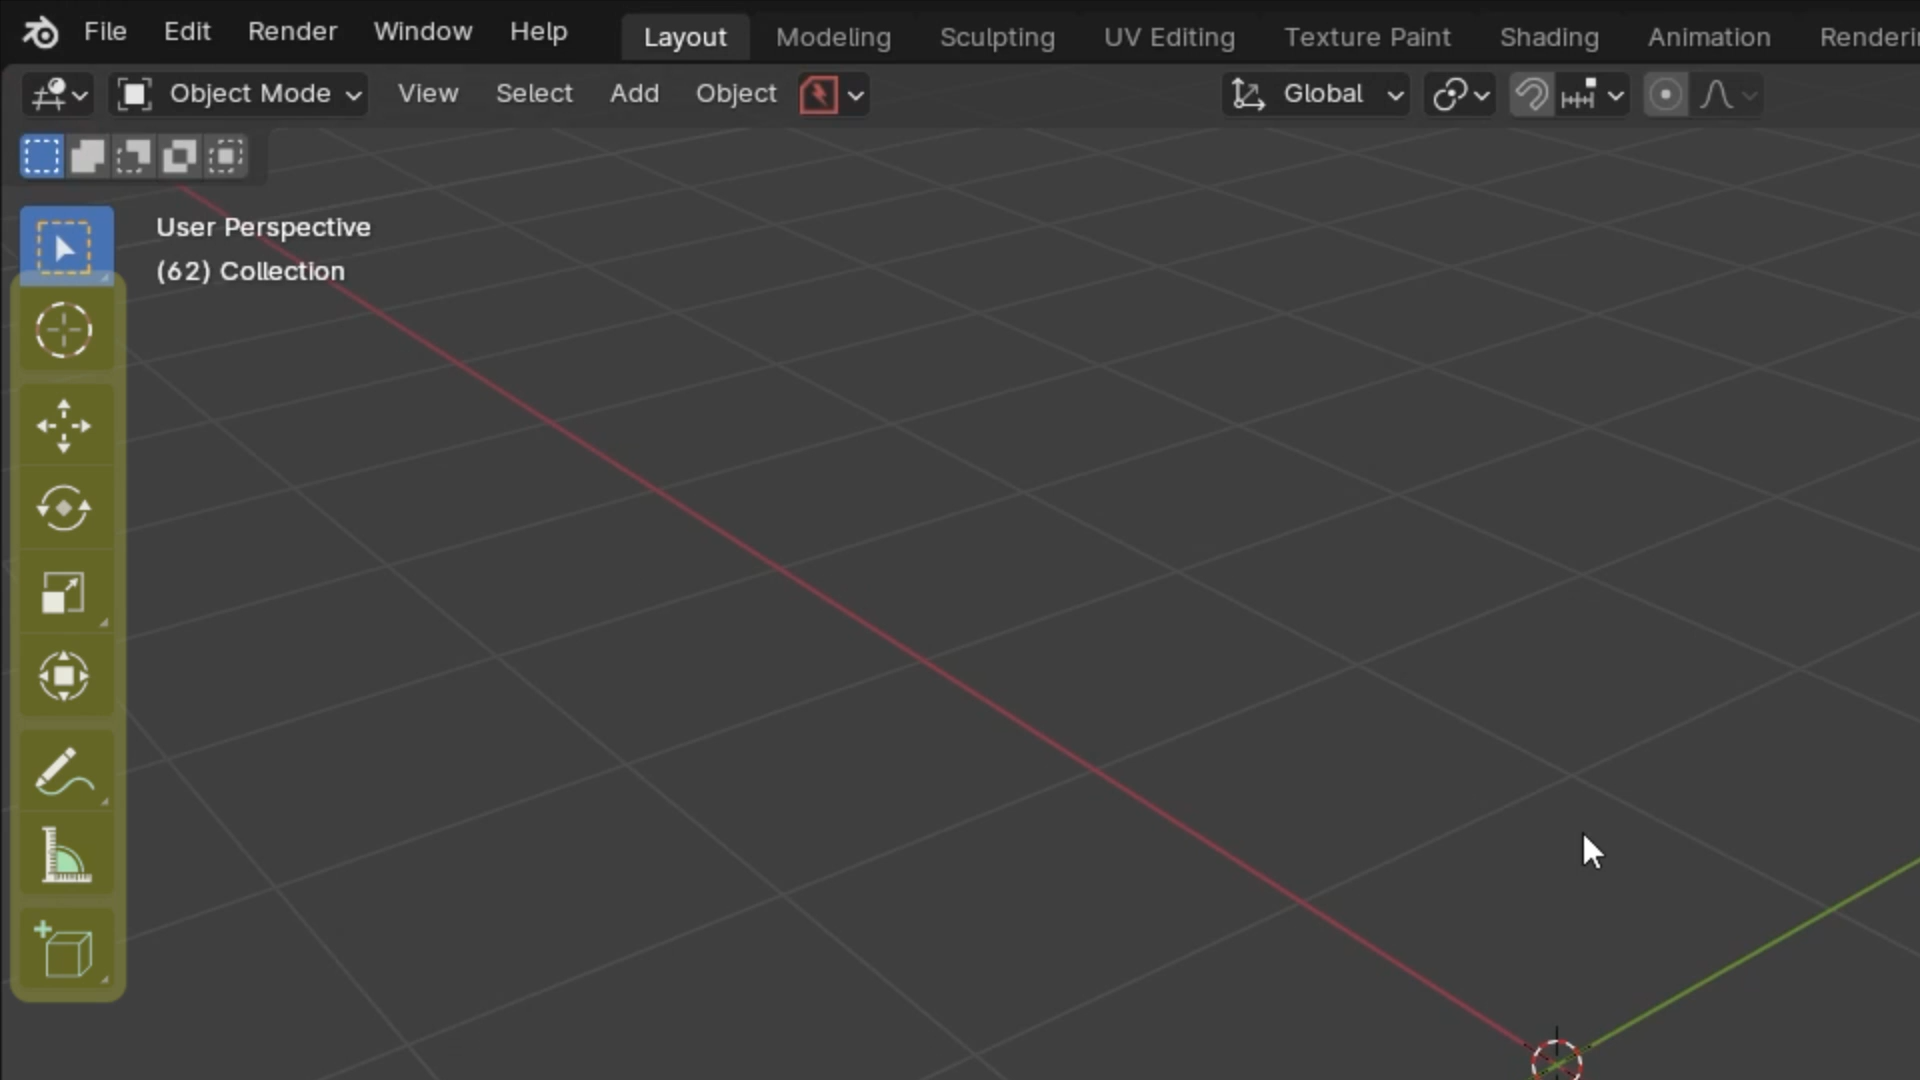 File Edit Render Window Help Layout Modeling Sculpting UV Editing Texture Paint Shading Animation
Object Mode View Select Add Object Global
User Perspective
(62) Collection